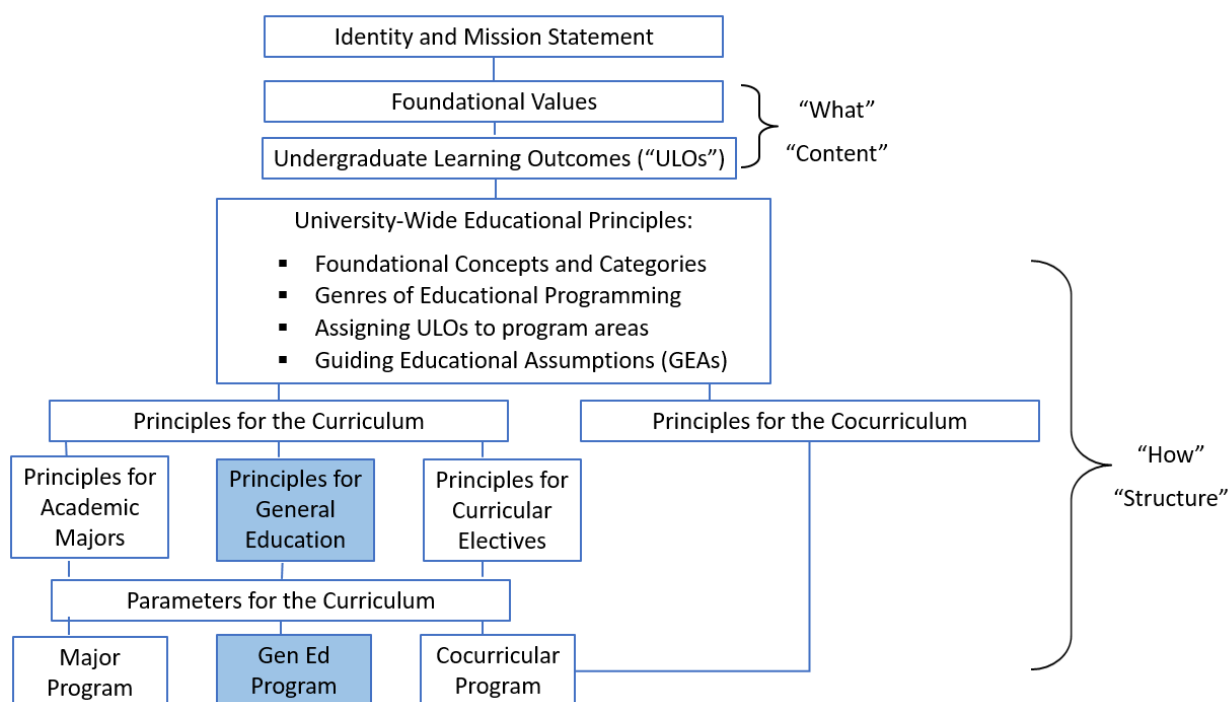 Identity and Mission Statement
Foundational Values
“What”
“Content”
Undergraduate Learning Outcomes (“ULOs”)
University-Wide Educational Principles:
▪ Foundational Concepts and Categories
▪ Genres of Educational Programming
▪ Assigning ULOs to program areas
▪ Guiding Educational Assumptions (GEAs)
Principles for the Curriculum
Principles for the Cocurriculum
“How”
“Structure”
Principles for
Academic
Majors
Principles for
General
Education
Principles for
Curricular
Electives
Parameters for the Curriculum
Major
Program
Gen Ed
Program
Cocurricular
Program